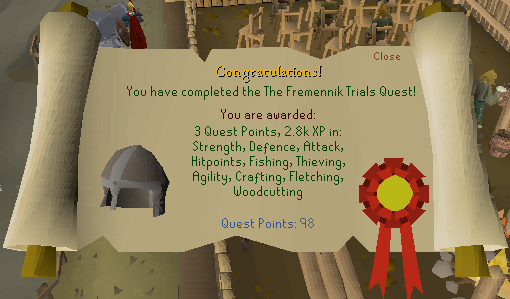 Close
Congratulations!
You have completed the The Fremennik Trials Quest!
You are awarded:
3 Quest Points, 2.8k XP in:
Strength, Defence, Attack,
Hitpoints, Fishing, Thieving,
Agility, Crafting, Fletching,
Woodcutting
Quest Points: 98